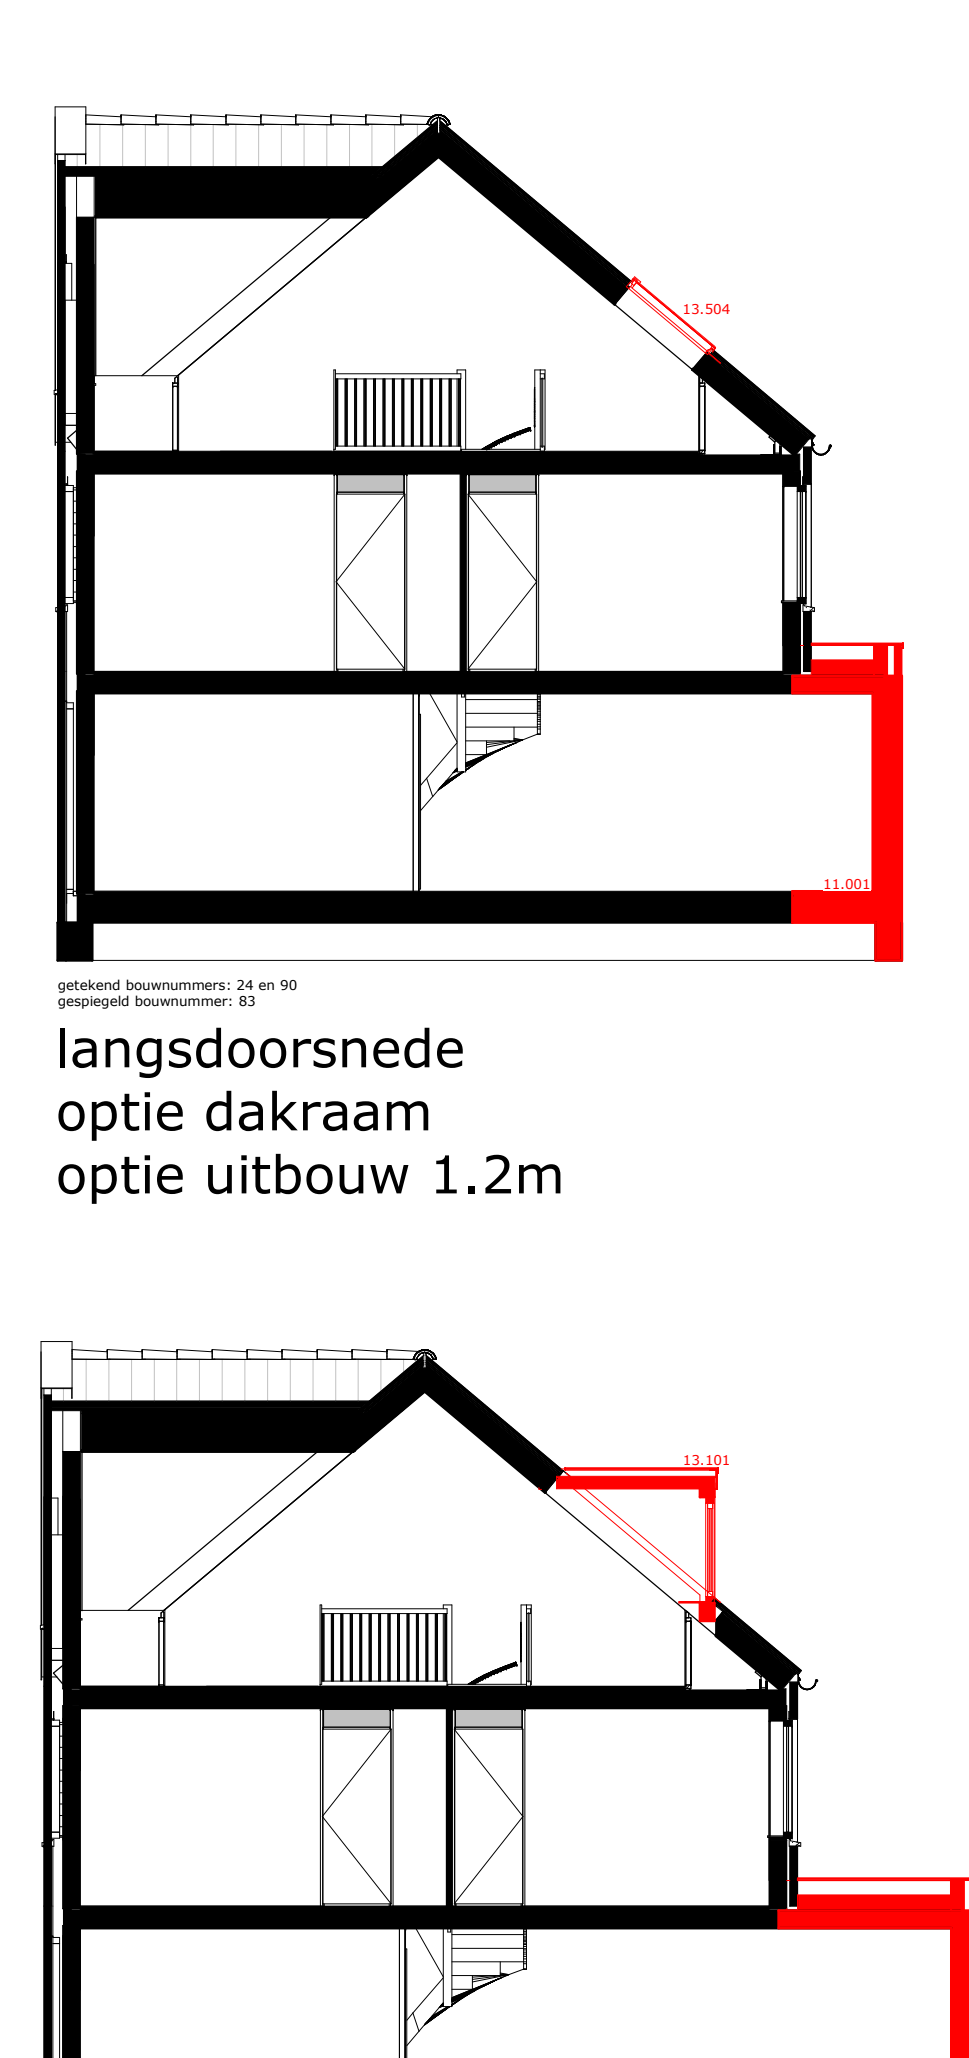 13.504
11.001
getekend bouwnummers: 24 en 90
gespiegeld bouwnummer: 83
langsdoorsnede
optie dakraam
optie uitbouw 1.2m
13.101